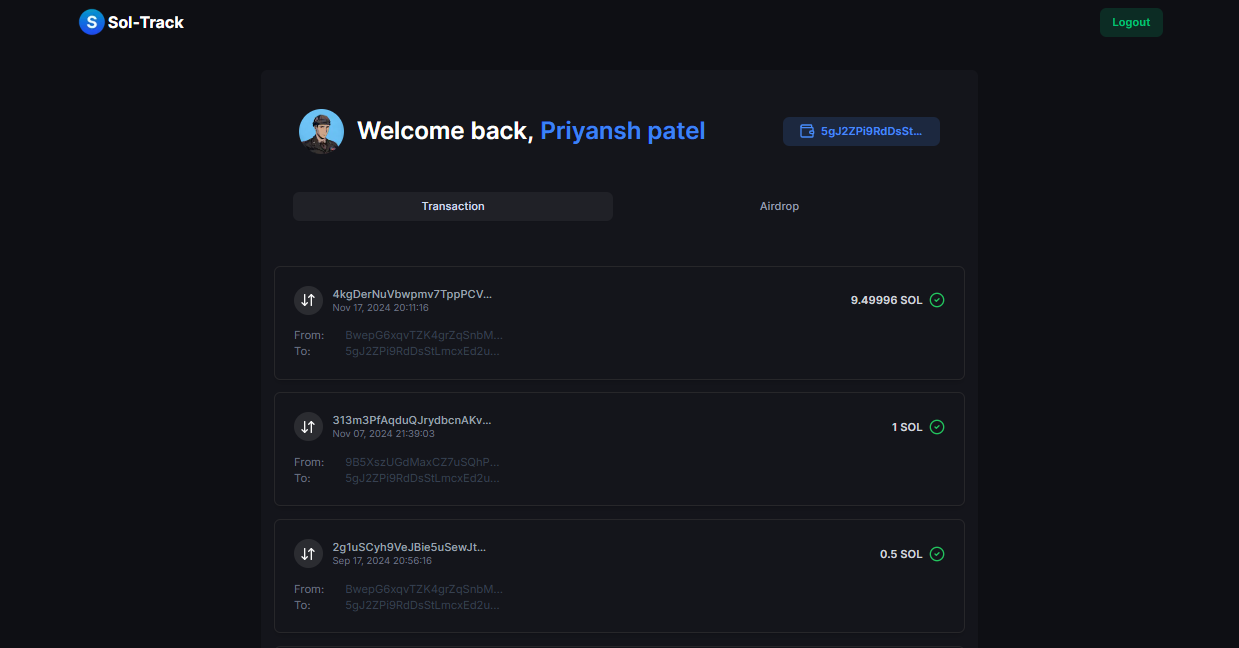 S Sol-Track
Logout
Welcome back, Priyansh patel
5gJ2ZPi9RdDsSt...
Transaction
Airdrop
4kgDerNuVbwpmv7TppPCV...
9.49996 SOL
Nov 17, 2024 20:11:16
From: BwepG6xqvTZK4grZqSnbM...
To: 5gJ2ZPi9RdDsStLmcxEd2u...
313m3PfAqduQJrydbcnAKv...
1 SOL
Nov 07, 2024 21:39:03
From: 9B5XszUGdMaxCZ7uSQhP...
To: 5gJ2ZPi9RdDsStLmcxEd2u...
2g1uSCyh9VeJBie5uSewJt...
0.5 SOL
Sep 17, 2024 20:56:16
From: BwepG6xqvTZK4grZqSnbM...
To: 5gJ2ZPi9RdDsStLmcxEd2u...